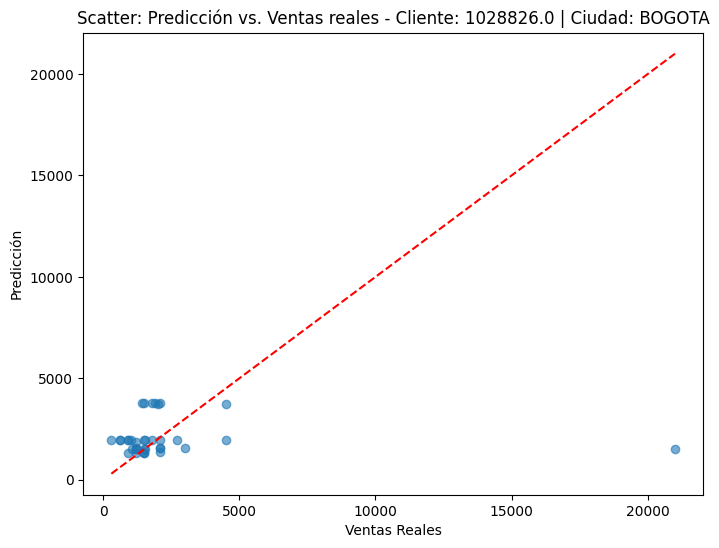 Scatter: Predicción vs. Ventas reales - Cliente: 1028826.0 | Ciudad: BOGOTA
20000
15000
10000
5000
0
Predicción
0 5000 10000 15000 20000
Ventas Reales